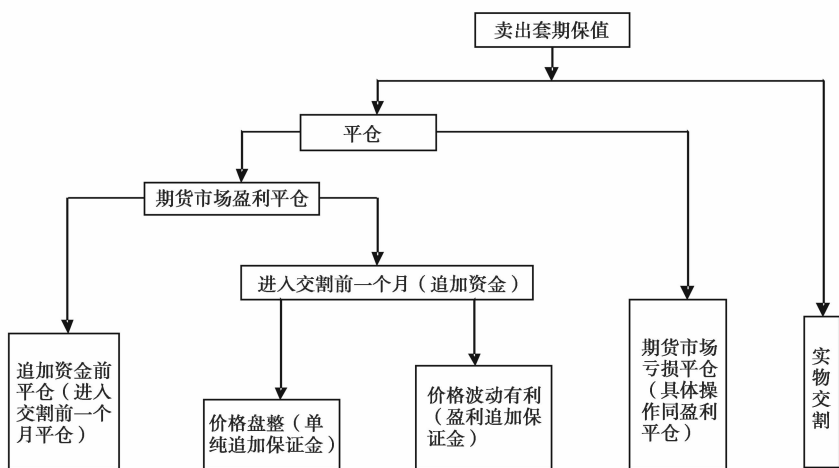 卖出套期保值
平仓
期货市场盈利平仓
进入交割前一个月（追加资金）
追加资金前
平仓（进入
交割前一个
月平仓）
价格盘整（单
纯追加保证金）
价格波动有利
（盈利追加保
证金）
期货市场
亏损平仓
（具体操
作同盈利
平仓）
实
物
交
割